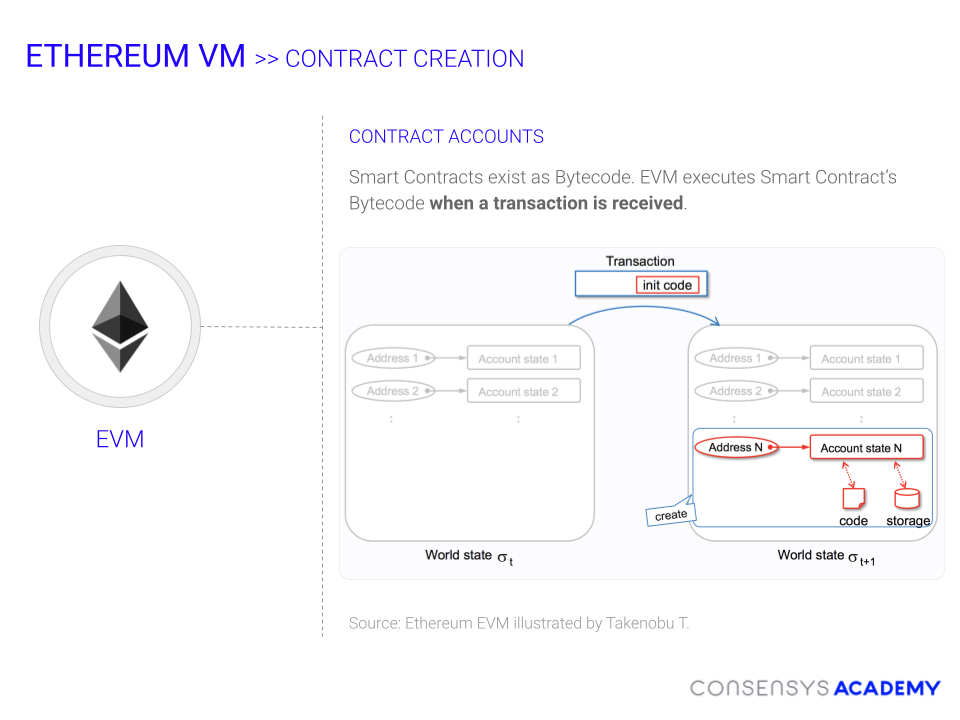 ETHEREUM VM >> CONTRACT CREATION
CONTRACT ACCOUNTS
Smart Contracts exist as Bytecode. EVM executes Smart Contract’s
Bytecode when a transaction is received.
EVM
Transaction
init code
Address 1
Account state 1
Address 2
Account state 2
:
:
World state σt
Address 1
Account state 1
Address 2
Account state 2
:
:
Address N
Account state N
code
storage
create
World state σt+1
Source: Ethereum EVM illustrated by Takenobu T.
CONSENSYS ACADEMY